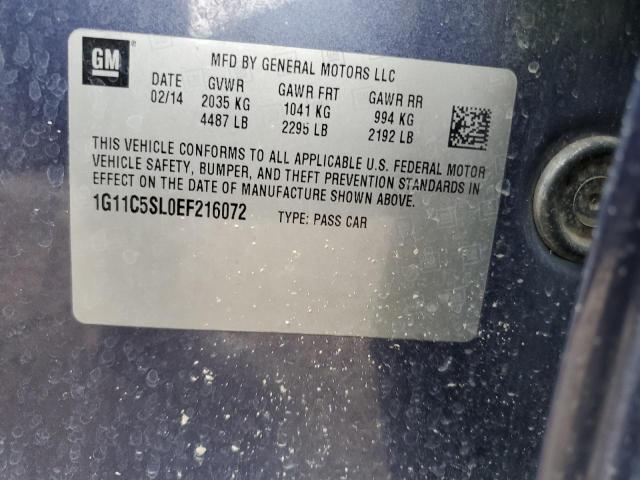 GM
MFD BY GENERAL MOTORS LLC
DATE GVWR GAWR FRT GAWR RR
02/14 2035 KG 1041 KG 994 KG
4487 LB 2295 LB 2192 LB
THIS VEHICLE CONFORMS TO ALL APPLICABLE U.S. FEDERAL MOTOR
VEHICLE SAFETY, BUMPER, AND THEFT PREVENTION STANDARDS IN
EFFECT ON THE DATE OF MANUFACTURE SHOWN ABOVE.
1G11C5SL0EF216072 TYPE: PASS CAR